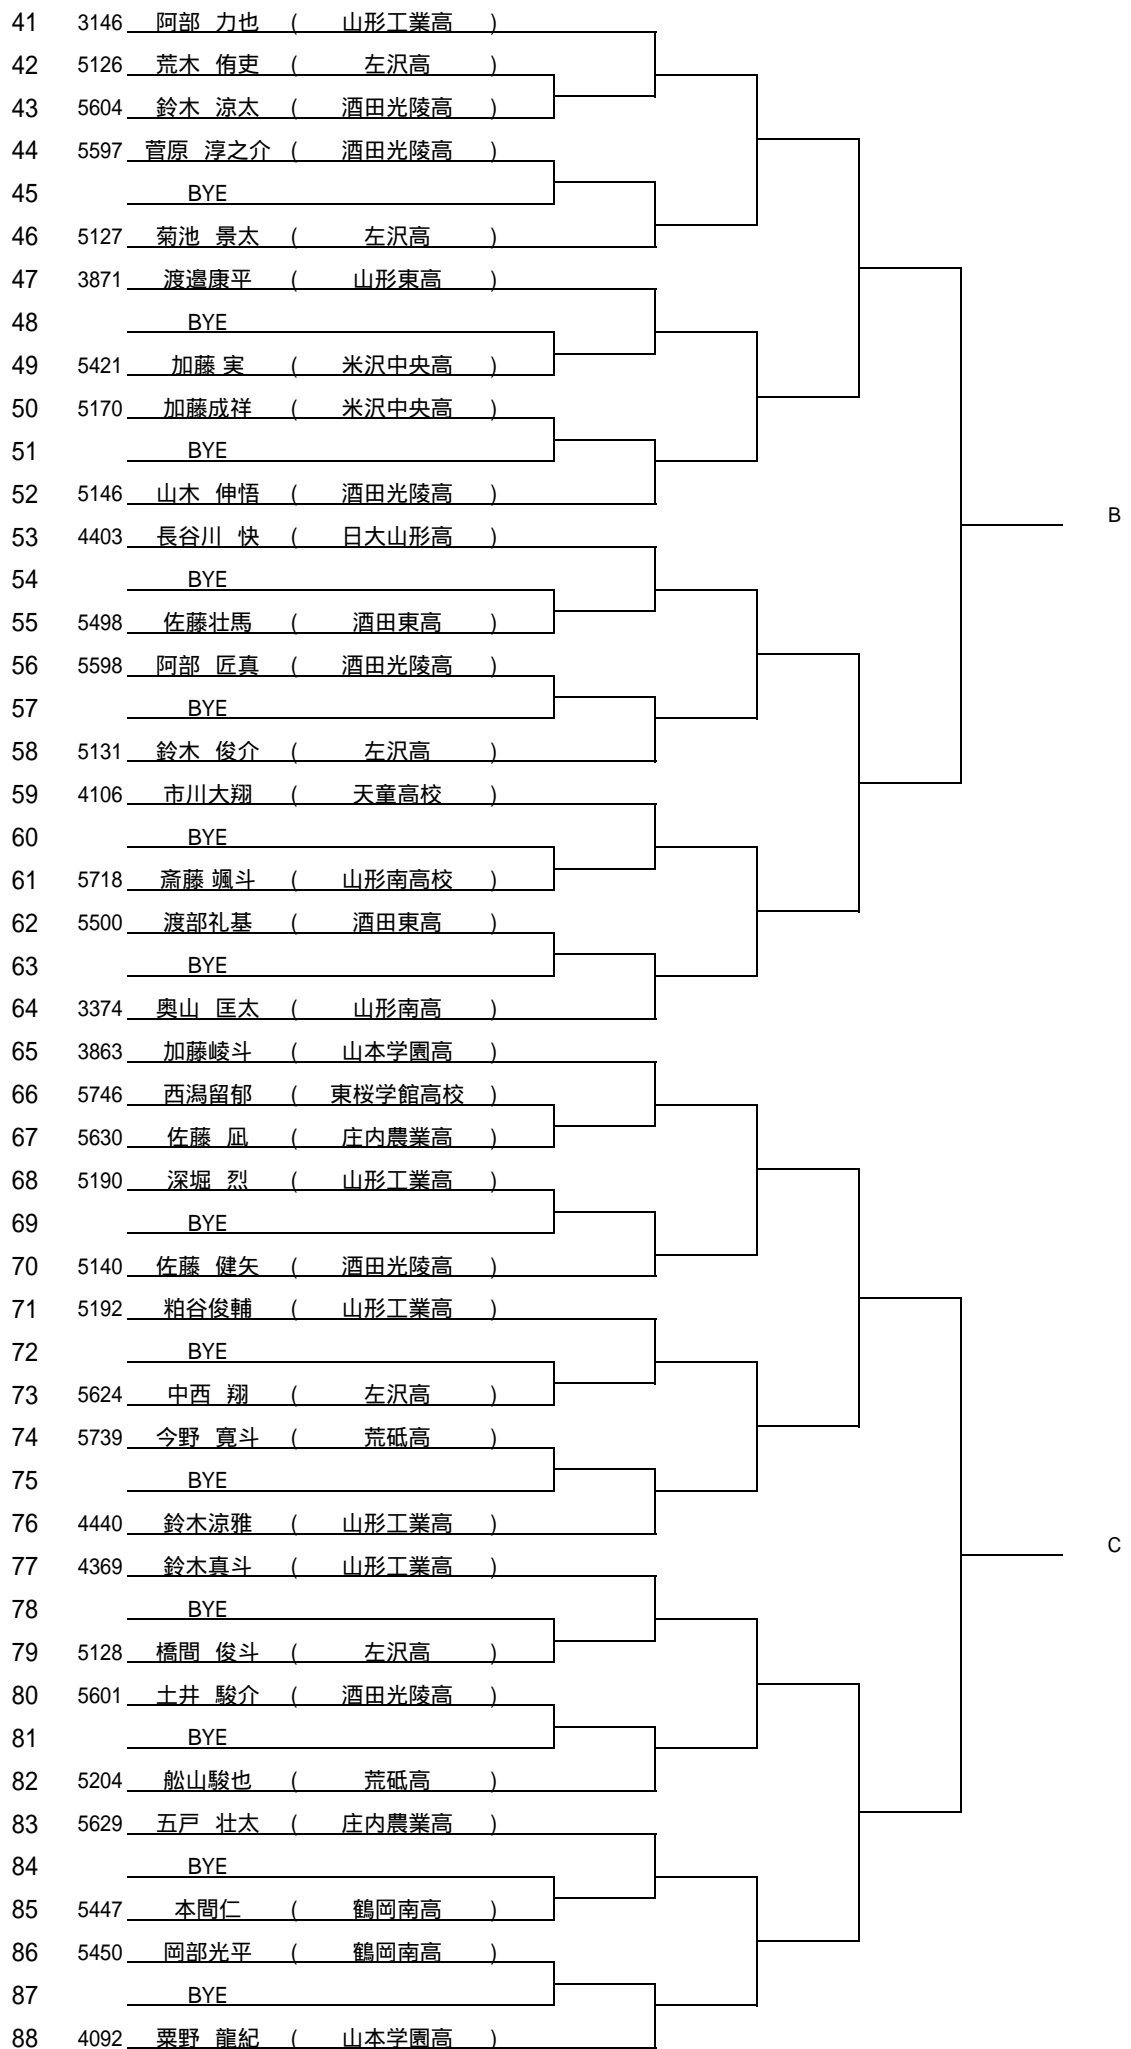 41 3146 阿部 力也 ( 山形工業高 )
42 5126 荒木 侑吏 ( 左沢高 )
43 5604 鈴木 涼太 ( 酒田光陵高 )
44 5597 菅原 淳之介 ( 酒田光陵高 )
45 BYE
46 5127 菊池 景太 ( 左沢高 )
47 3871 渡邉康平 ( 山形東高 )
48 BYE
49 5421 加藤 実 ( 米沢中央高 )
50 5170 加藤成祥 ( 米沢中央高 )
51 BYE
52 5146 山木 伸悟 ( 酒田光陵高 )
B
53 4403 長谷川 快 ( 日大山形高 )
54 BYE
55 5498 佐藤壮馬 ( 酒田東高 )
56 5598 阿部 匠真 ( 酒田光陵高 )
57 BYE
58 5131 鈴木 俊介 ( 左沢高 )
59 4106 市川大翔 ( 天童高校 )
60 BYE
61 5718 斎藤 颯斗 ( 山形南高校 )
62 5500 渡部礼基 ( 酒田東高 )
63 BYE
64 3374 奥山 匡太 ( 山形南高 )
65 3863 加藤崚斗 ( 山本学園高 )
66 5746 西潟留郁 ( 東桜学館高校 )
67 5630 佐藤 凪 ( 庄内農業高 )
68 5190 深堀 烈 ( 山形工業高 )
69 BYE
70 5140 佐藤 健矢 ( 酒田光陵高 )
71 5192 粕谷俊輔 ( 山形工業高 )
72 BYE
73 5624 中西 翔 ( 左沢高 )
74 5739 今野 寛斗 ( 荒砥高 )
75 BYE
76 4440 鈴木涼雅 ( 山形工業高 )
C
77 4369 鈴木真斗 ( 山形工業高 )
78 BYE
79 5128 橋間 俊斗 ( 左沢高 )
80 5601 土井 駿介 ( 酒田光陵高 )
81 BYE
82 5204 舩山駿也 ( 荒砥高 )
83 5629 五戸 壮太 ( 庄内農業高 )
84 BYE
85 5447 本間仁 ( 鶴岡南高 )
86 5450 岡部光平 ( 鶴岡南高 )
87 BYE
88 4092 粟野 龍紀 ( 山本学園高 )